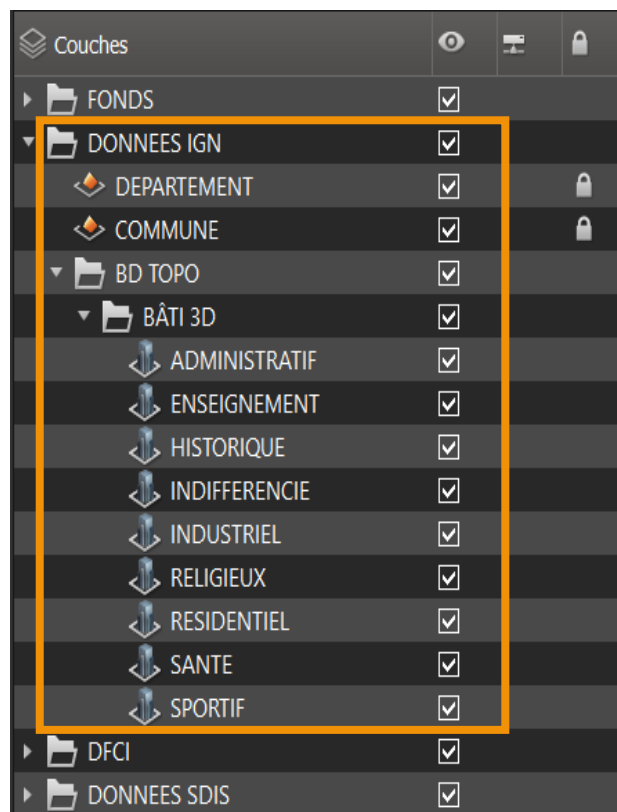 Couches
FONDS
DONNEES IGN
DEPARTEMENT
COMMUNE
BD TOPO
BÂTI 3D
ADMINISTRATIF
ENSEIGNEMENT
HISTORIQUE
INDIFFERENCIE
INDUSTRIEL
RELIGIEUX
RESIDENTIEL
SANTE
SPORTIF
DFCI
DONNEES SDIS